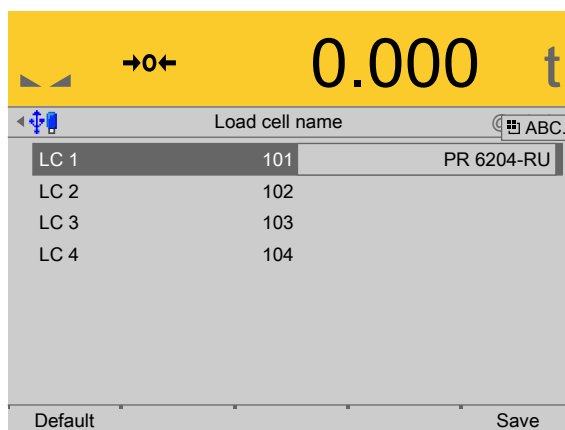 →0← 0.000 t
Load cell name @ ABC.
LC 1 101 PR 6204-RU
LC 2 102
LC 3 103
LC 4 104
Default Save